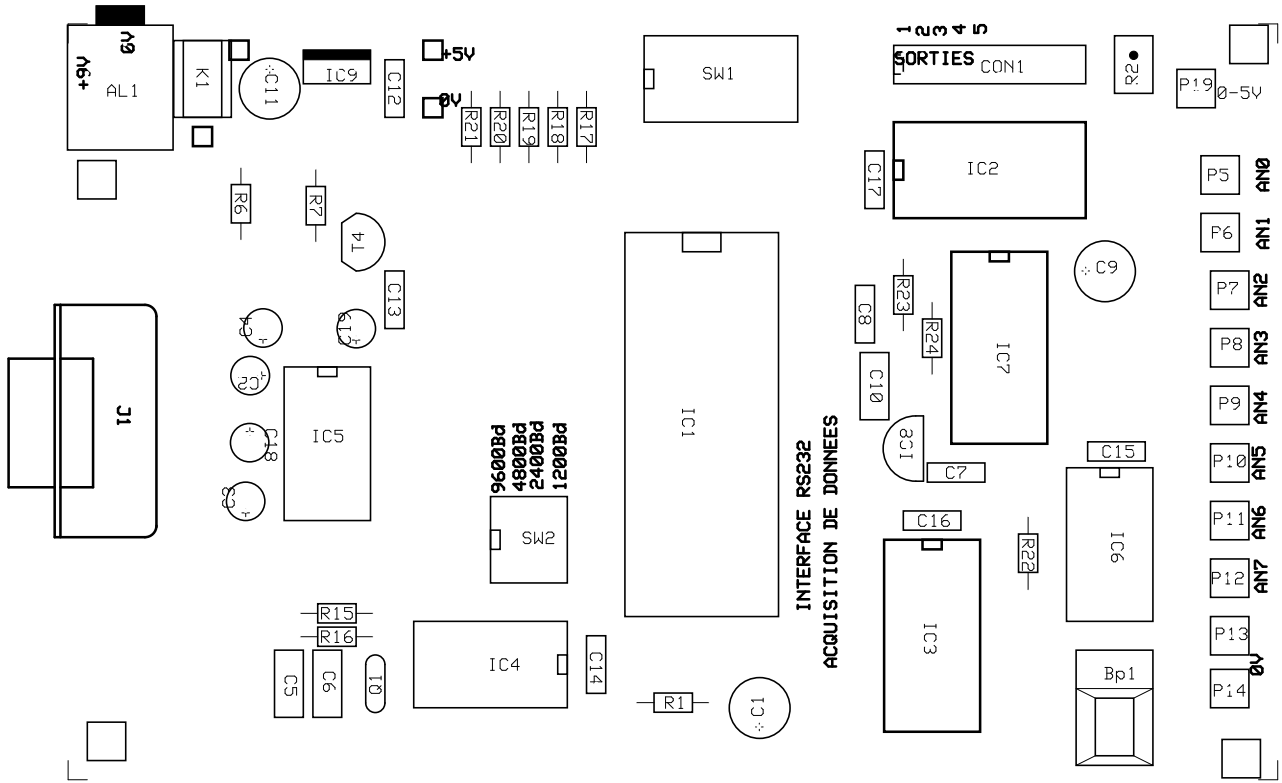 0V
+9V
AL1
K1
C11
IC9
C12
+5V
0V
R21
R20
R19
R18
R17
SW1
1
2
3
4
5
SORTIES
CON1
R2
P19
0-5V
C17
IC2
P5
AN0
P6
AN1
P7
AN2
P8
AN3
P9
AN4
P10
AN5
P11
AN6
P12
AN7
P13
0V
P14
R6
R7
T4
C13
C19
C2
C18
C3
J1
IC5
9600Bd
4800Bd
2400Bd
1200Bd
SW2
IC1
INTERFACE RS232
ACQUISITION DE DONNEES
C8
R23
R24
C10
IC7
C9
IC8
C7
C15
C16
IC6
R22
IC3
Bp1
R15
R16
C5
C6
Q1
IC4
C14
R1
C1